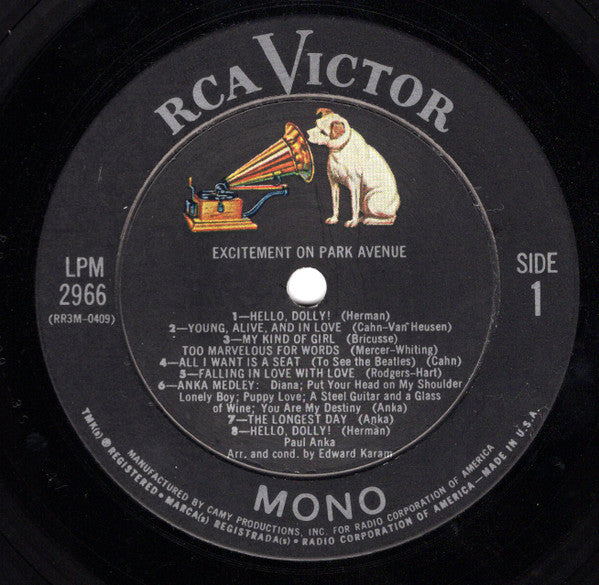 RCA VICTOR
EXCITEMENT ON PARK AVENUE
LPM
2966
(RR3M-0409)
SIDE
1
1—HELLO, DOLLY! (Herman)
2—YOUNG, ALIVE, AND IN LOVE (Cahn-Van Heusen)
3—MY KIND OF GIRL (Bricusse)
TOO MARVELOUS FOR WORDS (Mercer-Whiting)
4—ALL I WANT IS A SEAT (To See the Beatles) (Cahn)
5—FALLING IN LOVE WITH LOVE (Rodgers-Hart)
6—ANKA MEDLEY: Diana; Put Your Head on My Shoulder
Lonely Boy; Puppy Love; A Steel Guitar and a Glass
of Wine; You Are My Destiny (Anka)
7—THE LONGEST DAY (Anka)
8—HELLO, DOLLY! (Herman)
Paul Anka
Arr. and cond. by Edward Karam
MONO
TMK(s) ® REGISTERED • MARCA(s) REGISTRADA(s) • RADIO CORPORATION OF AMERICA—MADE IN U.S.A.
MANUFACTURED BY CAMY PRODUCTIONS, INC. FOR RADIO CORPORATION OF AMERICA